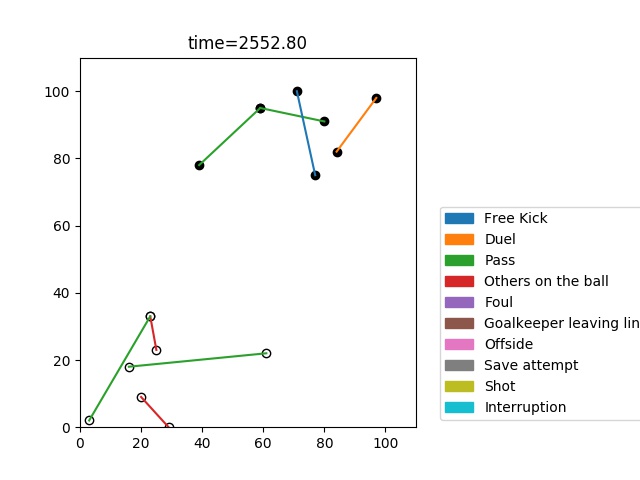 time=2552.80
100
80
60
40
20
0
0 20 40 60 80 100
Free Kick
Duel
Pass
Others on the ball
Foul
Goalkeeper leaving lin
Offside
Save attempt
Shot
Interruption